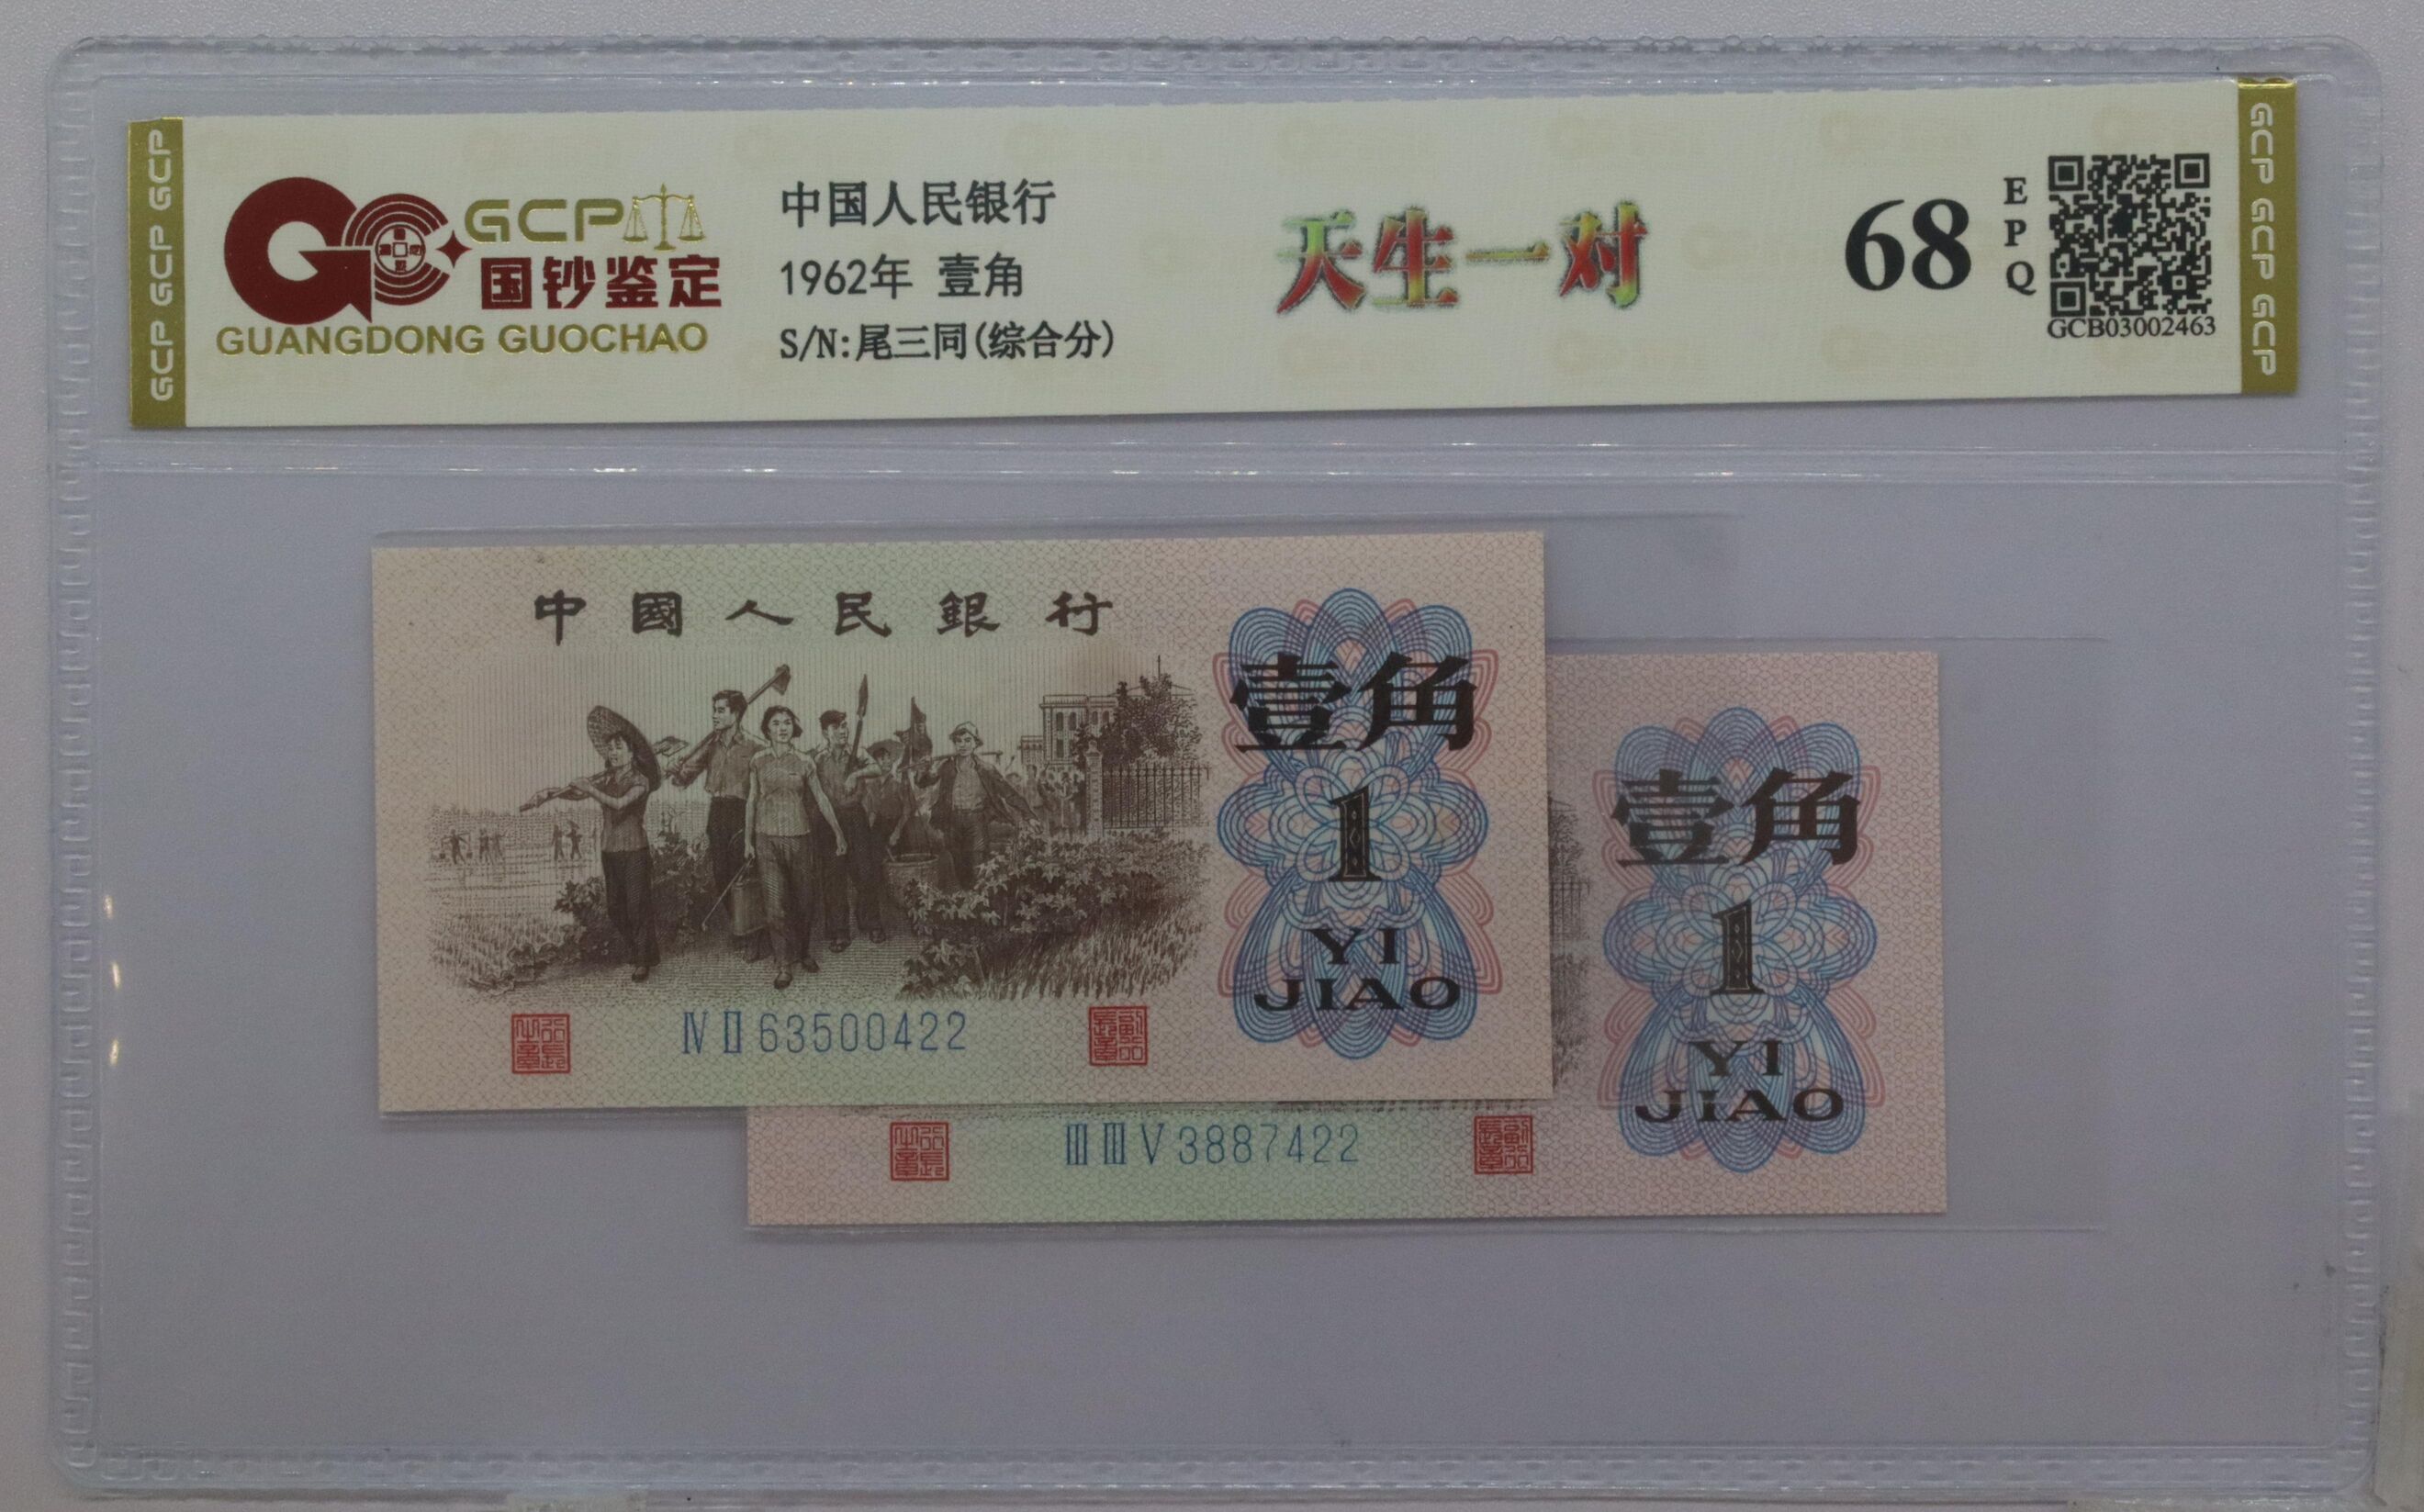 GCP GCP GCP
GCP
国钞鉴定
GUANGDONG GUOCHAO
中国人民银行
1962年 壹角
S/N:尾三同(综合分)
天生一对
68
EPQ
GCB03002463
GCP GCP GCP
中國人民銀行
壹角
1
YI
JIAO
ⅣⅡ63500422
壹角
1
YI
JIAO
ⅢⅢⅤ3887422